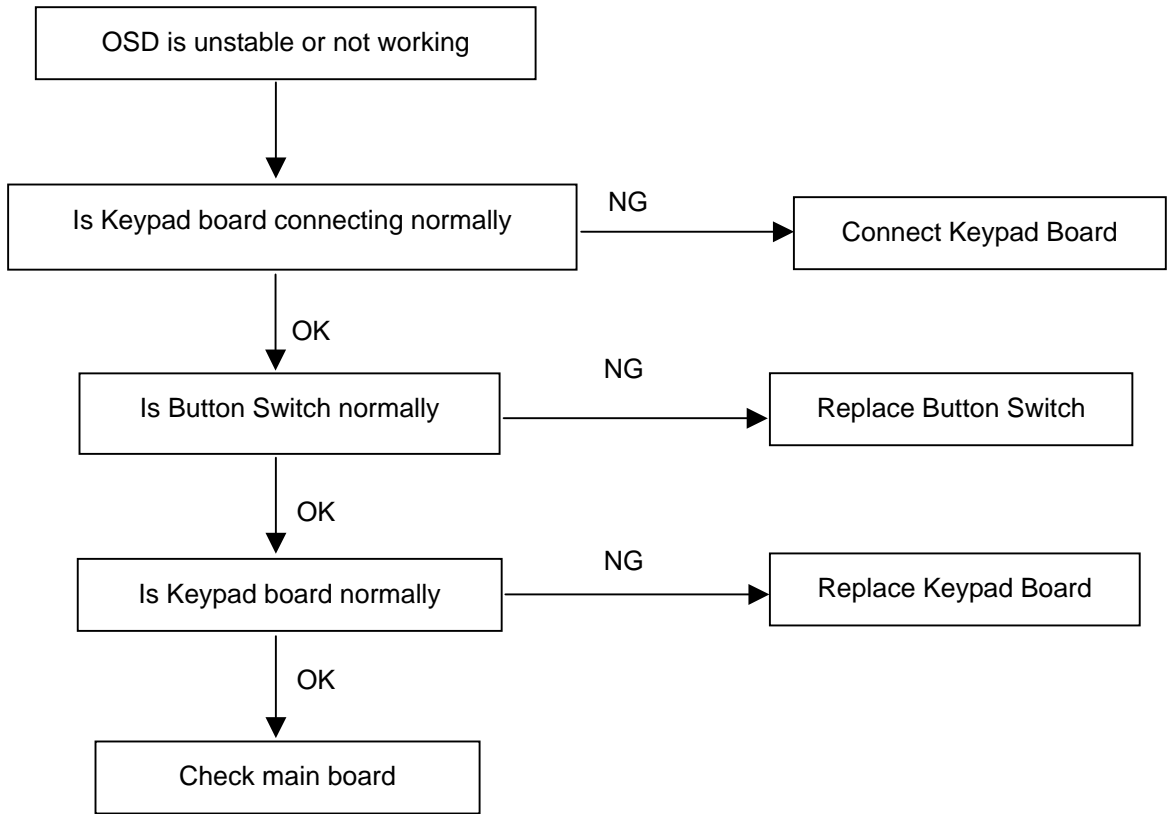 OSD is unstable or not working
Is Keypad board connecting normally
NG
Connect Keypad Board
OK
Is Button Switch normally
NG
Replace Button Switch
OK
Is Keypad board normally
NG
Replace Keypad Board
OK
Check main board